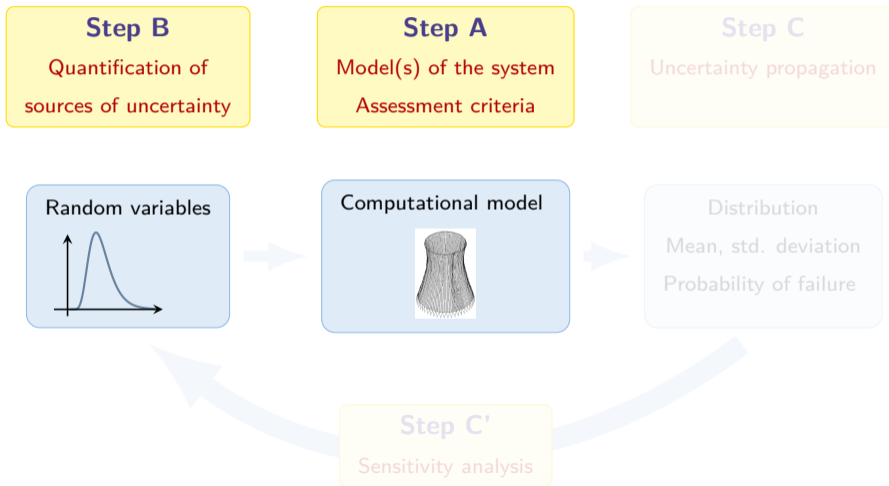 Step B
Quantification of
sources of uncertainty
Step A
Model(s) of the system
Assessment criteria
Step C
Uncertainty propagation
Random variables
Computational model
Distribution
Mean, std. deviation
Probability of failure
Step C'
Sensitivity analysis